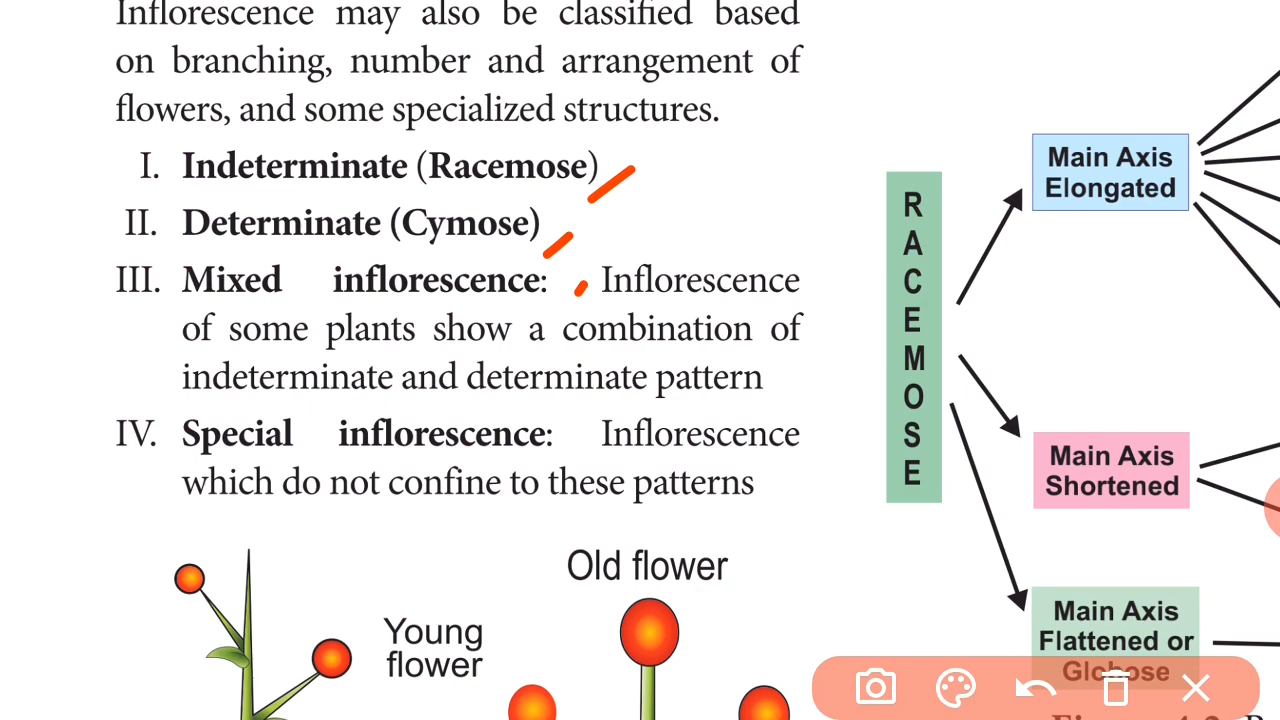 Inflorescence may also be classified based
on branching, number and arrangement of
flowers, and some specialized structures.
I. Indeterminate (Racemose)
II. Determinate (Cymose)
III. Mixed inflorescence: Inflorescence
of some plants show a combination of
indeterminate and determinate pattern
IV. Special inflorescence: Inflorescence
which do not confine to these patterns
Old flower
Young
flower
R
A
C
E
M
O
S
E
Main Axis
Elongated
Main Axis
Shortened
Main Axis
Flattened or
Globose